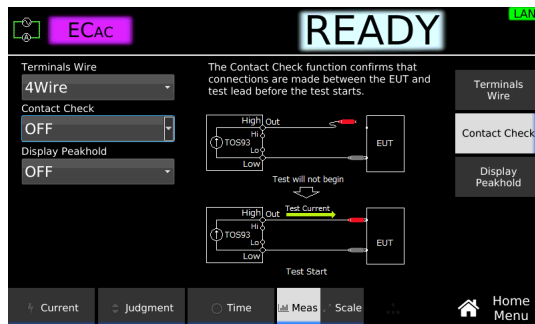 LAN
A
ECAC
READY
Terminals Wire
4Wire
Contact Check
OFF
Display Peakhold
OFF
The Contact Check function confirms that
connections are made between the EUT and
test lead before the test starts.
High Out
Hi
TOS93
Lo
Low
EUT
Test will not begin
High Out
Test Current
Hi
TOS93
Lo
Low
EUT
Test Start
Terminals
Wire
Contact Check
Display
Peakhold
Current
Judgment
Time
Meas
Scale
Home
Menu